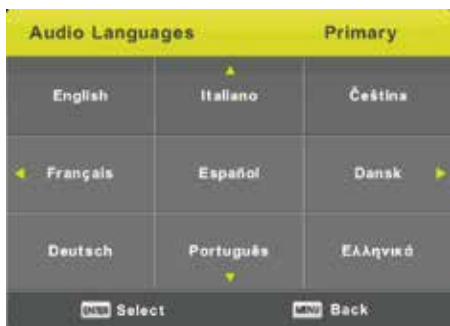 Audio Languages Primary
English Italiano Čeština
Français Español Dansk
Deutsch Português Ελληνικά
ENTER Select MENU Back